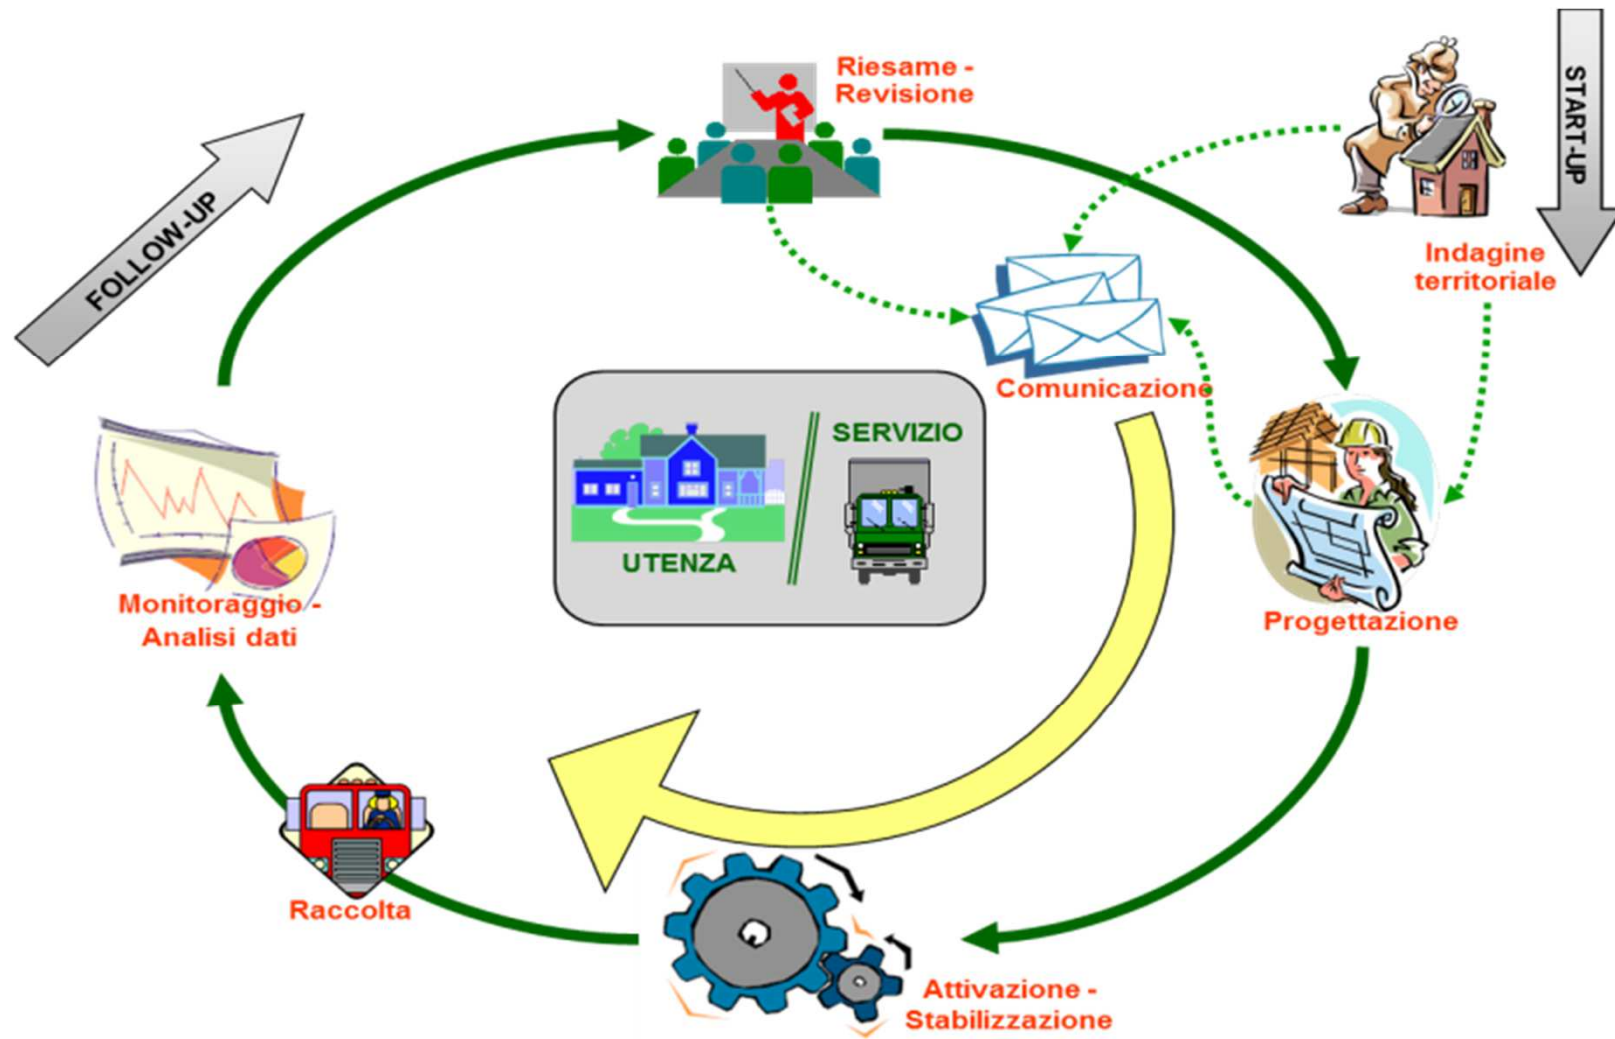 Riesame -
Revisione
START-UP
FOLLOW-UP
Indagine
territoriale
Comunicazione
SERVIZIO
UTENZA
Progettazione
Monitoraggio -
Analisi dati
Raccolta
Attivazione -
Stabilizzazione